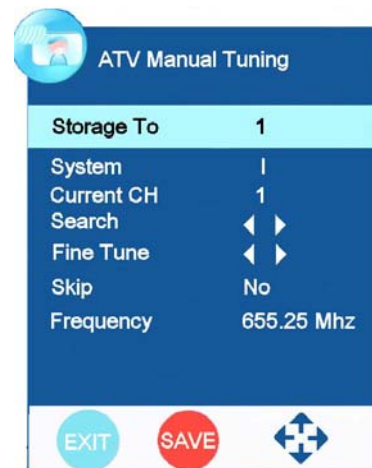 ATV Manual Tuning
Storage To 1
System I
Current CH 1
Search
Fine Tune
Skip No
Frequency 655.25 Mhz
EXIT SAVE